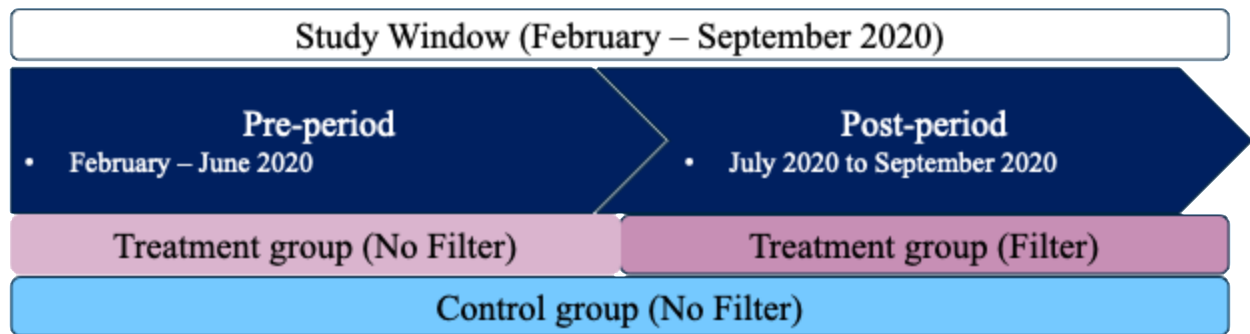 Study Window (February – September 2020)
Pre-period
• February – June 2020
Post-period
• July 2020 to September 2020
Treatment group (No Filter)
Treatment group (Filter)
Control group (No Filter)